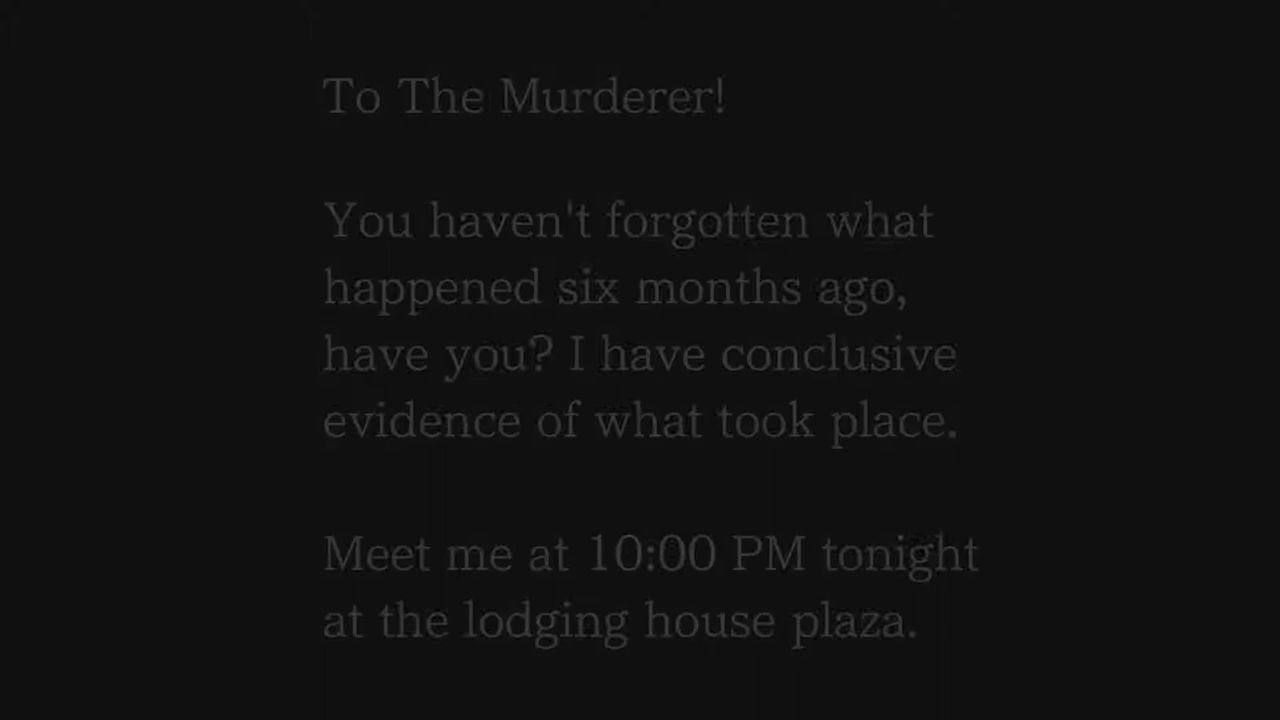 To The Murderer!
You haven't forgotten what
happened six months ago,
have you? I have conclusive
evidence of what took place.
Meet me at 10:00 PM tonight
at the lodging house plaza.